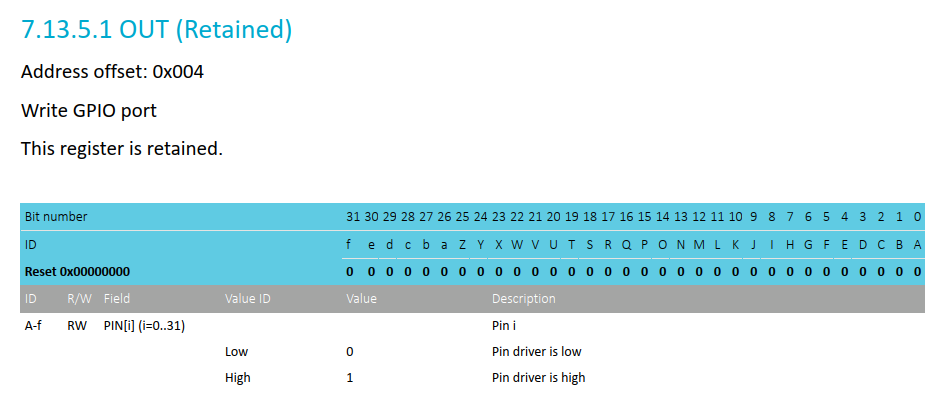 7.13.5.1 OUT (Retained)
Address offset: 0x004
Write GPIO port
This register is retained.
Bit number 31 30 29 28 27 26 25 24 23 22 21 20 19 18 17 16 15 14 13 12 11 10 9 8 7 6 5 4 3 2 1 0
ID f e d c b a Z Y X W V U T S R Q P O N M L K J I H G F E D C B A
Reset 0x00000000 0 0 0 0 0 0 0 0 0 0 0 0 0 0 0 0 0 0 0 0 0 0 0 0 0 0 0 0 0 0 0 0
ID R/W Field Value ID Value Description
A-f RW PIN[i] (i=0..31) Pin i
Low 0 Pin driver is low
High 1 Pin driver is high